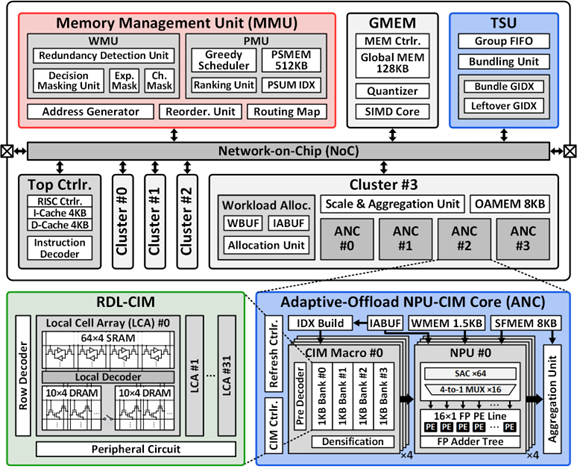 Memory Management Unit (MMU)
WMU
Redundancy Detection Unit
Decision
Masking Unit
Exp.
Mask
Ch.
Mask
PMU
Greedy
Scheduler
PSMEM
512KB
Ranking Unit
PSUM IDX
Address Generator
Reorder. Unit
Routing Map
GMEM
MEM Ctrlr.
Global MEM
128KB
Quantizer
SIMD Core
TSU
Group FIFO
Bundling Unit
Bundle GIDX
Leftover GIDX
Network-on-Chip (NoC)
Top Ctrlr.
RISC Ctrlr.
I-Cache 4KB
D-Cache 4KB
Instruction
Decoder
Cluster #0
Cluster #1
Cluster #2
Cluster #3
Workload Alloc.
WBUF
IABUF
Allocation Unit
Scale & Aggregation Unit
OAMEM 8KB
ANC
#0
ANC
#1
ANC
#2
ANC
#3
RDL-CIM
Row Decoder
Local Cell Array (LCA) #0
64×4 SRAM
Local Decoder
10×4 DRAM
10×4 DRAM
LCA #1
LCA #31
Peripheral Circuit
Adaptive-Offload NPU-CIM Core (ANC)
Refresh Ctrlr.
CIM Ctrlr.
IDX Build
IABUF
WMEM 1.5KB
SFMEM 8KB
CIM Macro #0
Pre Decoder
1KB Bank #0
1KB Bank #1
1KB Bank #2
1KB Bank #3
Densification
×4
NPU #0
SAC ×64
4-to-1 MUX ×16
16×1 FP PE Line
PE PE PE PE ... PE
FP Adder Tree
×4
Aggregation Unit